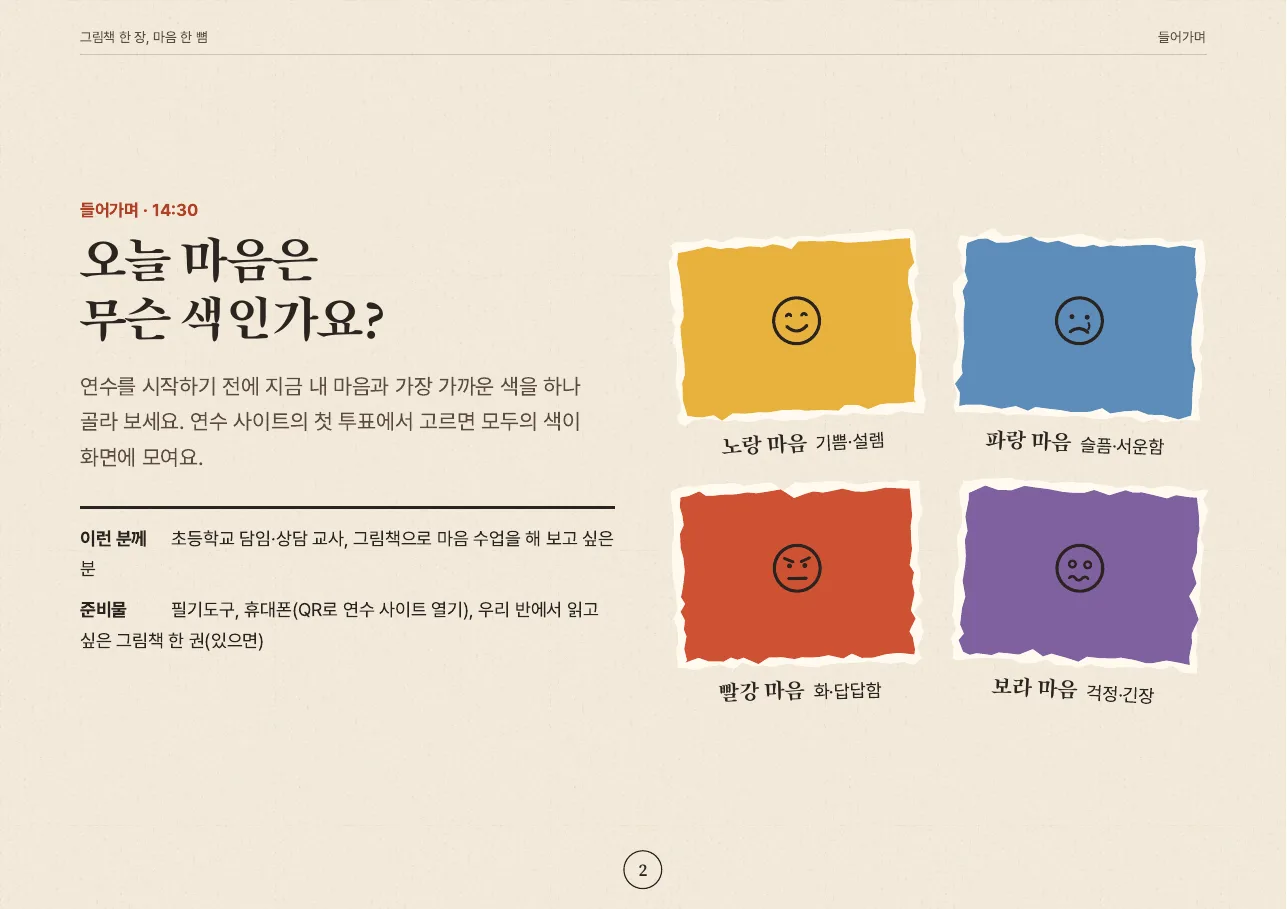 그림책 한 장, 마음 한 뼘
들어가며
들어가며 · 14:30
오늘 마음은
무슨 색인가요?
연수를 시작하기 전에 지금 내 마음과 가장 가까운 색을 하나
골라 보세요. 연수 사이트의 첫 투표에서 고르면 모두의 색이
화면에 모여요.
이런 분께 초등학교 담임·상담 교사, 그림책으로 마음 수업을 해 보고 싶은
분
준비물 필기도구, 휴대폰(QR로 연수 사이트 열기), 우리 반에서 읽고
싶은 그림책 한 권(있으면)
노랑 마음 기쁨·설렘
파랑 마음 슬픔·서운함
빨강 마음 화·답답함
보라 마음 걱정·긴장
2